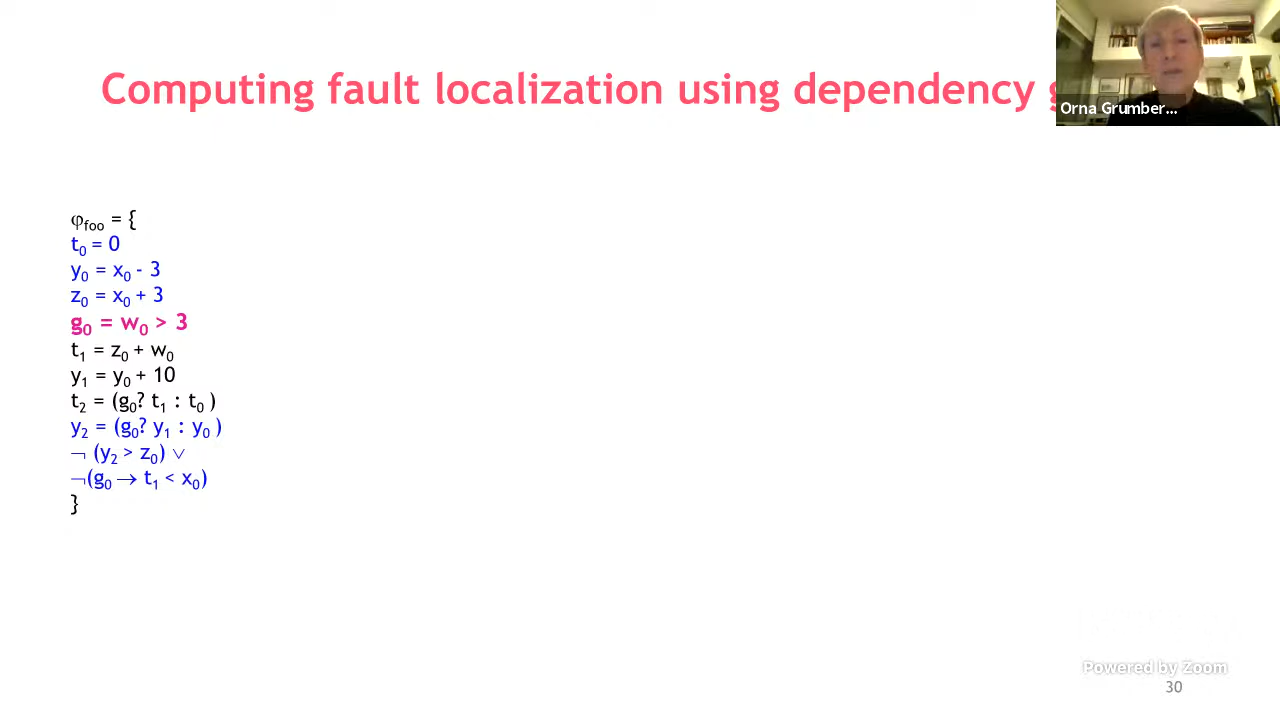 Computing fault localization using dependency g
Orna Grumber...
φfoo = {
t0 = 0
y0 = x0 - 3
z0 = x0 + 3
g0 = w0 > 3
t1 = z0 + w0
y1 = y0 + 10
t2 = (g0? t1 : t0 )
y2 = (g0? y1 : y0 )
¬ (y2 > z0) ∨
¬(g0 → t1 < x0)
}
Powered by Zoom
30